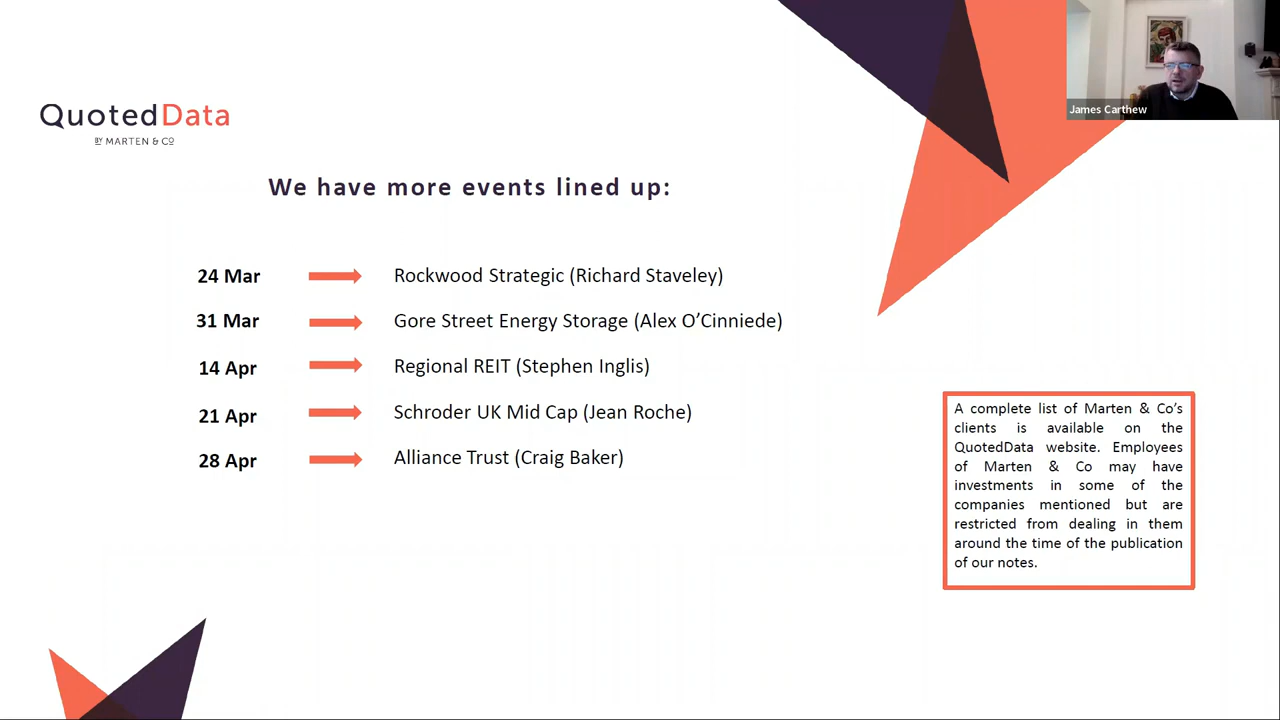 James Carthew
QuotedData
BY MARTEN & CO
We have more events lined up:
24 Mar Rockwood Strategic (Richard Staveley)
31 Mar Gore Street Energy Storage (Alex O’Cinniede)
14 Apr Regional REIT (Stephen Inglis)
21 Apr Schroder UK Mid Cap (Jean Roche)
28 Apr Alliance Trust (Craig Baker)
A complete list of Marten & Co’s
clients is available on the
QuotedData website. Employees
of Marten & Co may have
investments in some of the
companies mentioned but are
restricted from dealing in them
around the time of the publication
of our notes.